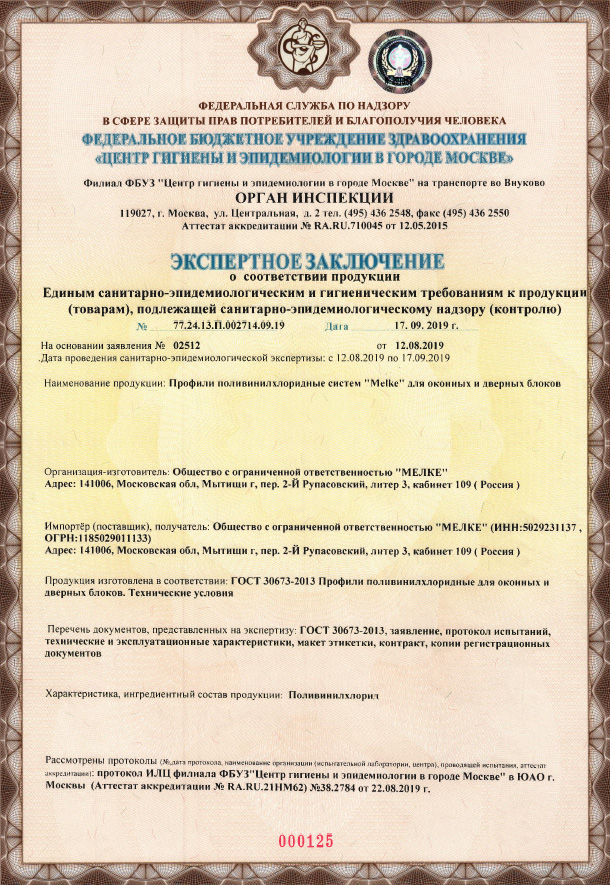 ФЕДЕРАЛЬНАЯ СЛУЖБА ПО НАДЗОРУ
В СФЕРЕ ЗАЩИТЫ ПРАВ ПОТРЕБИТЕЛЕЙ И БЛАГОПОЛУЧИЯ ЧЕЛОВЕКА
ФЕДЕРАЛЬНОЕ БЮДЖЕТНОЕ УЧРЕЖДЕНИЕ ЗДРАВООХРАНЕНИЯ
«ЦЕНТР ГИГИЕНЫ И ЭПИДЕМИОЛОГИИ В ГОРОДЕ МОСКВЕ»
Филиал ФБУЗ "Центр гигиены и эпидемиологии в городе Москве" на транспорте во Внуково
ОРГАН ИНСПЕКЦИИ
119027, г. Москва, ул. Центральная, д. 2 тел. (495) 436 2548, факс (495) 436 2550
Аттестат аккредитации № RA.RU.710045 от 12.05.2015
ЭКСПЕРТНОЕ ЗАКЛЮЧЕНИЕ
о соответствии продукции
Единым санитарно-эпидемиологическим и гигиеническим требованиям к продукции
(товарам), подлежащей санитарно-эпидемиологическому надзору (контролю)
№ 77.24.13.П.002714.09.19 Дата 17. 09. 2019 г.
На основании заявления № 02512 от 12.08.2019
.Дата проведения санитарно-эпидемиологической экспертизы: с 12.08.2019 по 17.09.2019
Наименование продукции: Профили поливинилхлоридные систем "Melke" для оконных и дверных блоков
Организация-изготовитель: Общество с ограниченной ответственностью "МЕЛКЕ"
Адрес: 141006, Московская обл, Мытищи г, пер. 2-Й Рупасовский, литер 3, кабинет 109 ( Россия )
Импортёр (поставщик), получатель: Общество с ограниченной ответственностью "МЕЛКЕ" (ИНН:5029231137 ,
ОГРН:1185029011133)
Адрес: 141006, Московская обл, Мытищи г, пер. 2-Й Рупасовский, литер 3, кабинет 109 ( Россия )
Продукция изготовлена в соответствии: ГОСТ 30673-2013 Профили поливинилхлоридные для оконных и
дверных блоков. Технические условия
Перечень документов, представленных на экспертизу: ГОСТ 30673-2013, заявление, протокол испытаний,
технические и эксплуатационные характеристики, макет этикетки, контракт, копии регистрационных
документов
Характеристика, ингредиентный состав продукции: Поливинилхлорид
Рассмотрены протоколы (№,дата протокола, наименование организации (испытательной лаборатории, центра), проводящей испытания, аттестат
аккредитации): протокол ИЛЦ филиала ФБУЗ"Центр гигиены и эпидемиологии в городе Москве" в ЮАО г.
Москвы (Аттестат аккредитации № RA.RU.21НМ62) №38.2784 от 22.08.2019 г.
000125